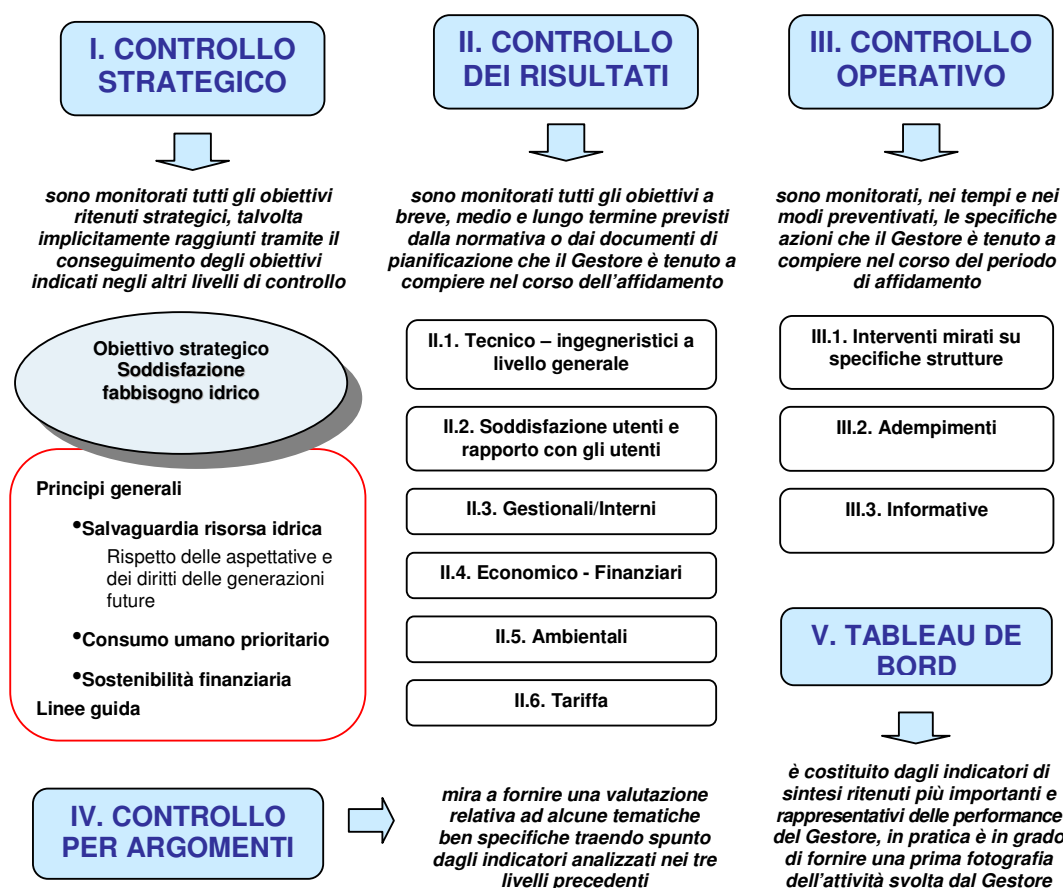 I. CONTROLLO
STRATEGICO
sono monitorati tutti gli obiettivi
ritenuti strategici, talvolta
implicitamente raggiunti tramite il
conseguimento degli obiettivi
indicati negli altri livelli di controllo
Obiettivo strategico
Soddisfazione
fabbisogno idrico
Principi generali
•Salvaguardia risorsa idrica
Rispetto delle aspettative e
dei diritti delle generazioni
future
•Consumo umano prioritario
•Sostenibilità finanziaria
Linee guida
II. CONTROLLO
DEI RISULTATI
sono monitorati tutti gli obiettivi a
breve, medio e lungo termine previsti
dalla normativa o dai documenti di
pianificazione che il Gestore è tenuto a
compiere nel corso dell'affidamento
II.1. Tecnico – ingegneristici a
livello generale
II.2. Soddisfazione utenti e
rapporto con gli utenti
II.3. Gestionali/Interni
II.4. Economico - Finanziari
II.5. Ambientali
II.6. Tariffa
III. CONTROLLO
OPERATIVO
sono monitorati, nei tempi e nei
modi preventivati, le specifiche
azioni che il Gestore è tenuto a
compiere nel corso del periodo
di affidamento
III.1. Interventi mirati su
specifiche strutture
III.2. Adempimenti
III.3. Informative
IV. CONTROLLO
PER ARGOMENTI
mira a fornire una valutazione
relativa ad alcune tematiche
ben specifiche traendo spunto
dagli indicatori analizzati nei tre
livelli precedenti
V. TABLEAU DE
BORD
è costituito dagli indicatori di
sintesi ritenuti più importanti e
rappresentativi delle performance
del Gestore, in pratica è in grado
di fornire una prima fotografia
dell'attività svolta dal Gestore